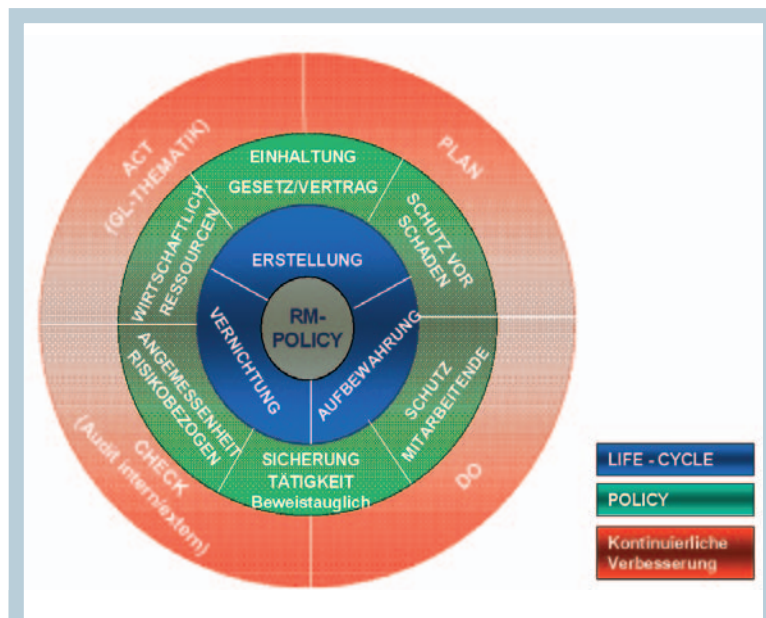 ACT
(GL-THEMATIK)
PLAN
EINHALTUNG
GESETZ/VERTRAG
WIRTSCHAFTLICH.
RESSOURCEN
SCHUTZ VOR
SCHADEN
ERSTELLUNG
RM-
POLICY
VERNICHTUNG
AUFBEWAHRUNG
ANGEMESSENHEIT
RISIKOBEZOGEN
SCHUTZ
MITARBEITENDE
SICHERUNG
TÄTIGKEIT
Beweistauglich
CHECK
(Audit intern/extern)
DO
LIFE - CYCLE
POLICY
Kontinuierliche
Verbesserung